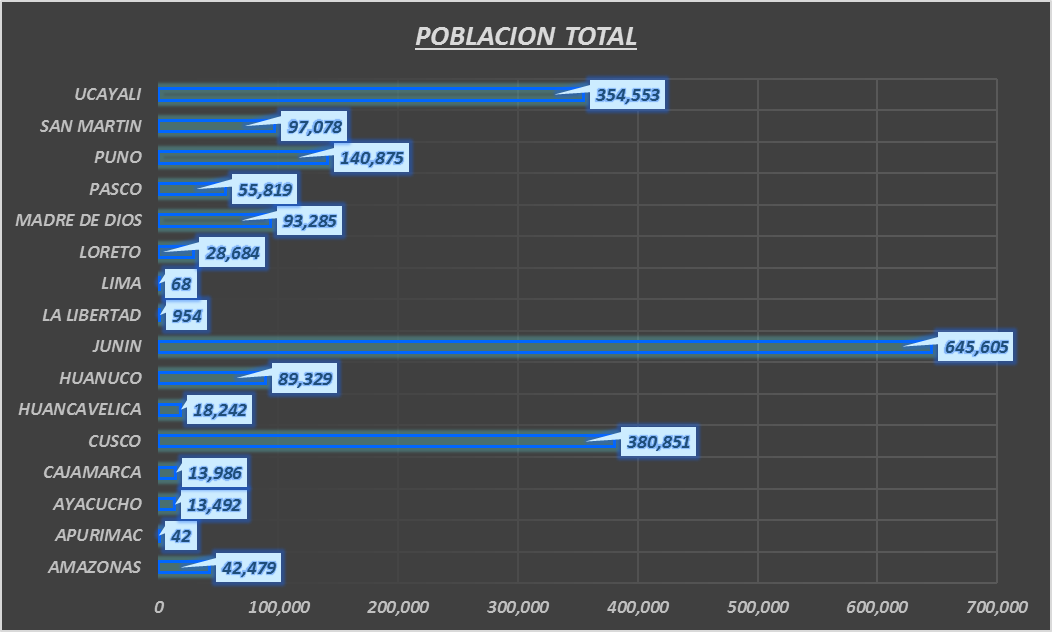 POBLACION TOTAL
UCAYALI 354,553
SAN MARTIN 97,078
PUNO 140,875
PASCO 55,819
MADRE DE DIOS 93,285
LORETO 28,684
LIMA 68
LA LIBERTAD 954
JUNIN 645,605
HUANUCO 89,329
HUANCAVELICA 18,242
CUSCO 380,851
CAJAMARCA 13,986
AYACUCHO 13,492
APURIMAC 42
AMAZONAS 42,479
0 100,000 200,000 300,000 400,000 500,000 600,000 700,000